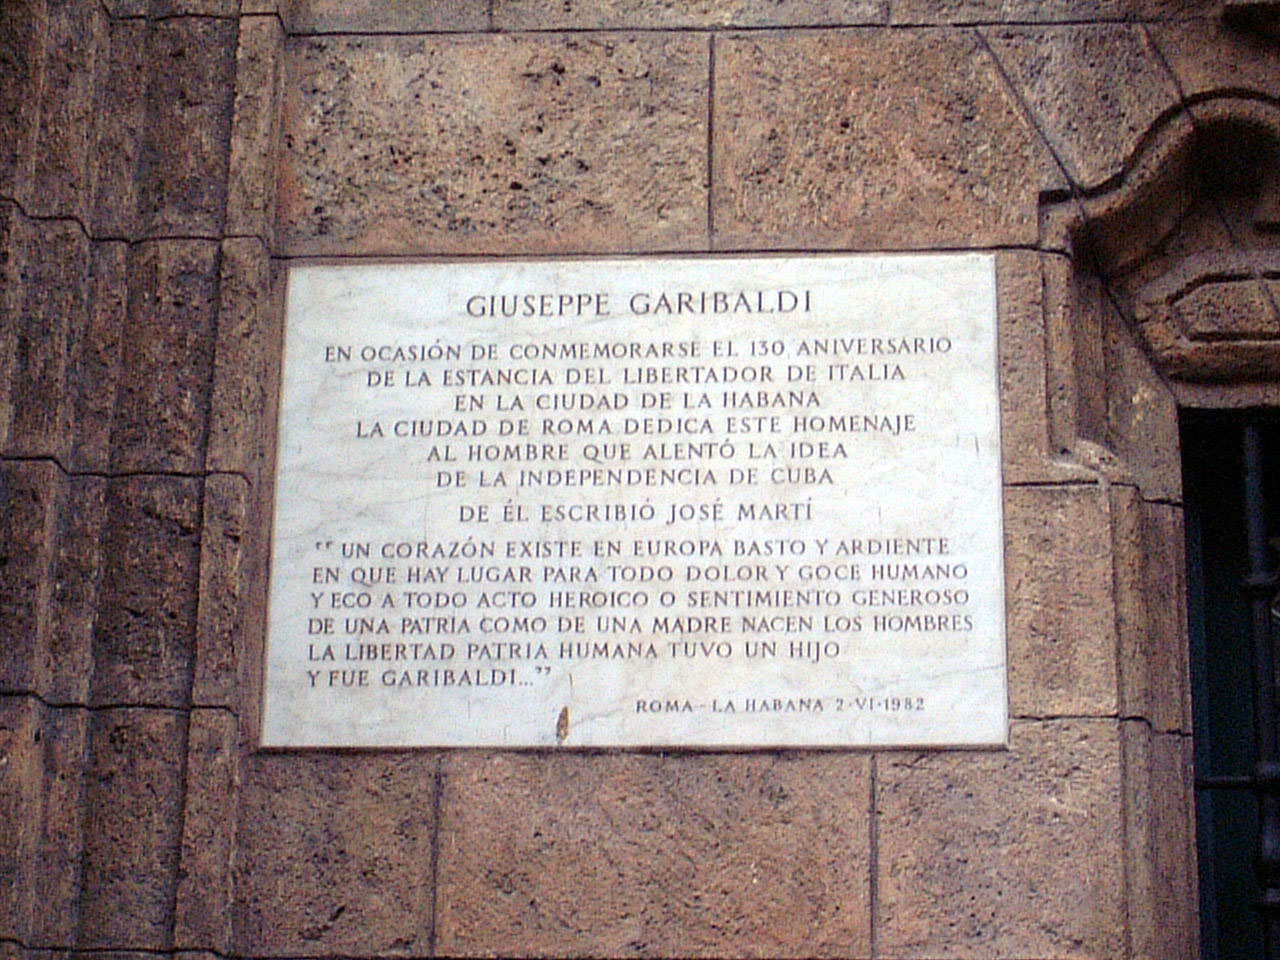 GIUSEPPE GARIBALDI
EN OCASIÓN DE CONMEMORARSE EL 130 ANIVERSARIO
DE LA ESTANCIA DEL LIBERTADOR DE ITALIA
EN LA CIUDAD DE LA HABANA
LA CIUDAD DE ROMA DEDICA ESTE HOMENAJE
AL HOMBRE QUE ALENTÓ LA IDEA
DE LA INDEPENDENCIA DE CUBA
DE ÉL ESCRIBIÓ JOSÉ MARTÍ
"UN CORAZÓN EXISTE EN EUROPA BASTO Y ARDIENTE
EN QUE HAY LUGAR PARA TODO DOLOR Y GOCE HUMANO
Y ECO A TODO ACTO HEROICO O SENTIMIENTO GENEROSO
DE UNA PATRIA COMO DE UNA MADRE NACEN LOS HOMBRES
LA LIBERTAD PATRIA HUMANA, TUVO UN HIJO
Y FUE GARIBALDI..."
ROMA - LA HABANA 2·VI·1982